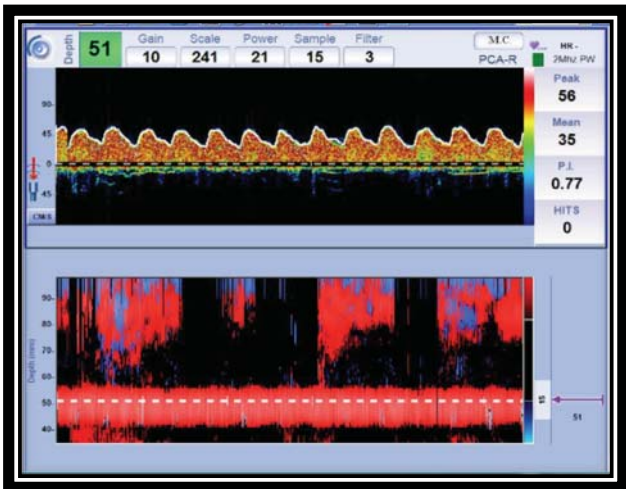 Depth 51 Gain Scale Power Sample Filter M.C. HR -
10 241 21 15 3 PCA-R 2Mhz PW
Peak
56
Mean
35
P.I.
0.77
HITS
0
90-
45-
0
45-
CM/S
Depth (mm)
90-
80-
70-
60-
50-
40-
15
51